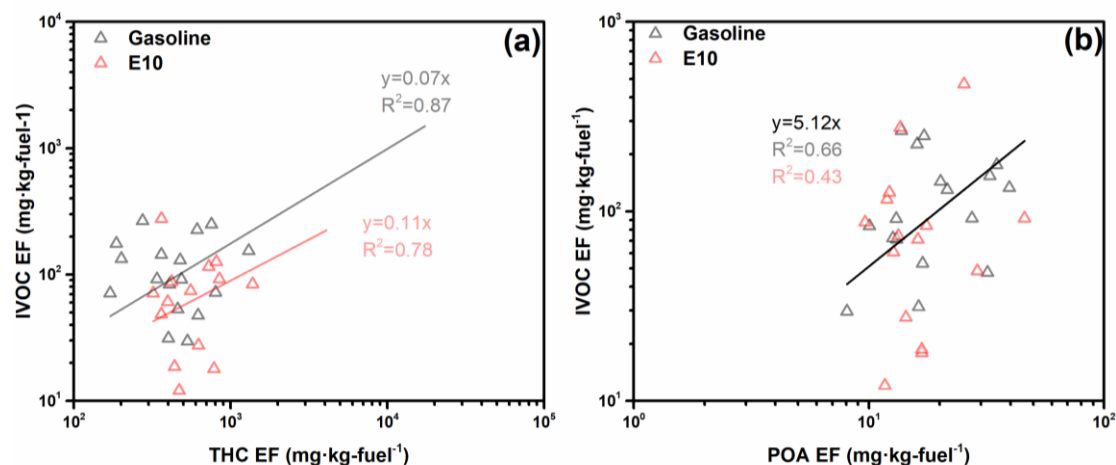 Gasoline
E10
(a)
y=0.07x
R²=0.87
y=0.11x
R²=0.78
10⁴
10³
10²
10¹
10² 10³ 10⁴ 10⁵
IVOC EF (mg·kg-fuel-1)
THC EF (mg·kg-fuel⁻¹)
Gasoline
E10
(b)
y=5.12x
R²=0.66
R²=0.43
10³
10²
10¹
10⁰ 10¹ 10²
IVOC EF (mg·kg-fuel⁻¹)
POA EF (mg·kg-fuel⁻¹)